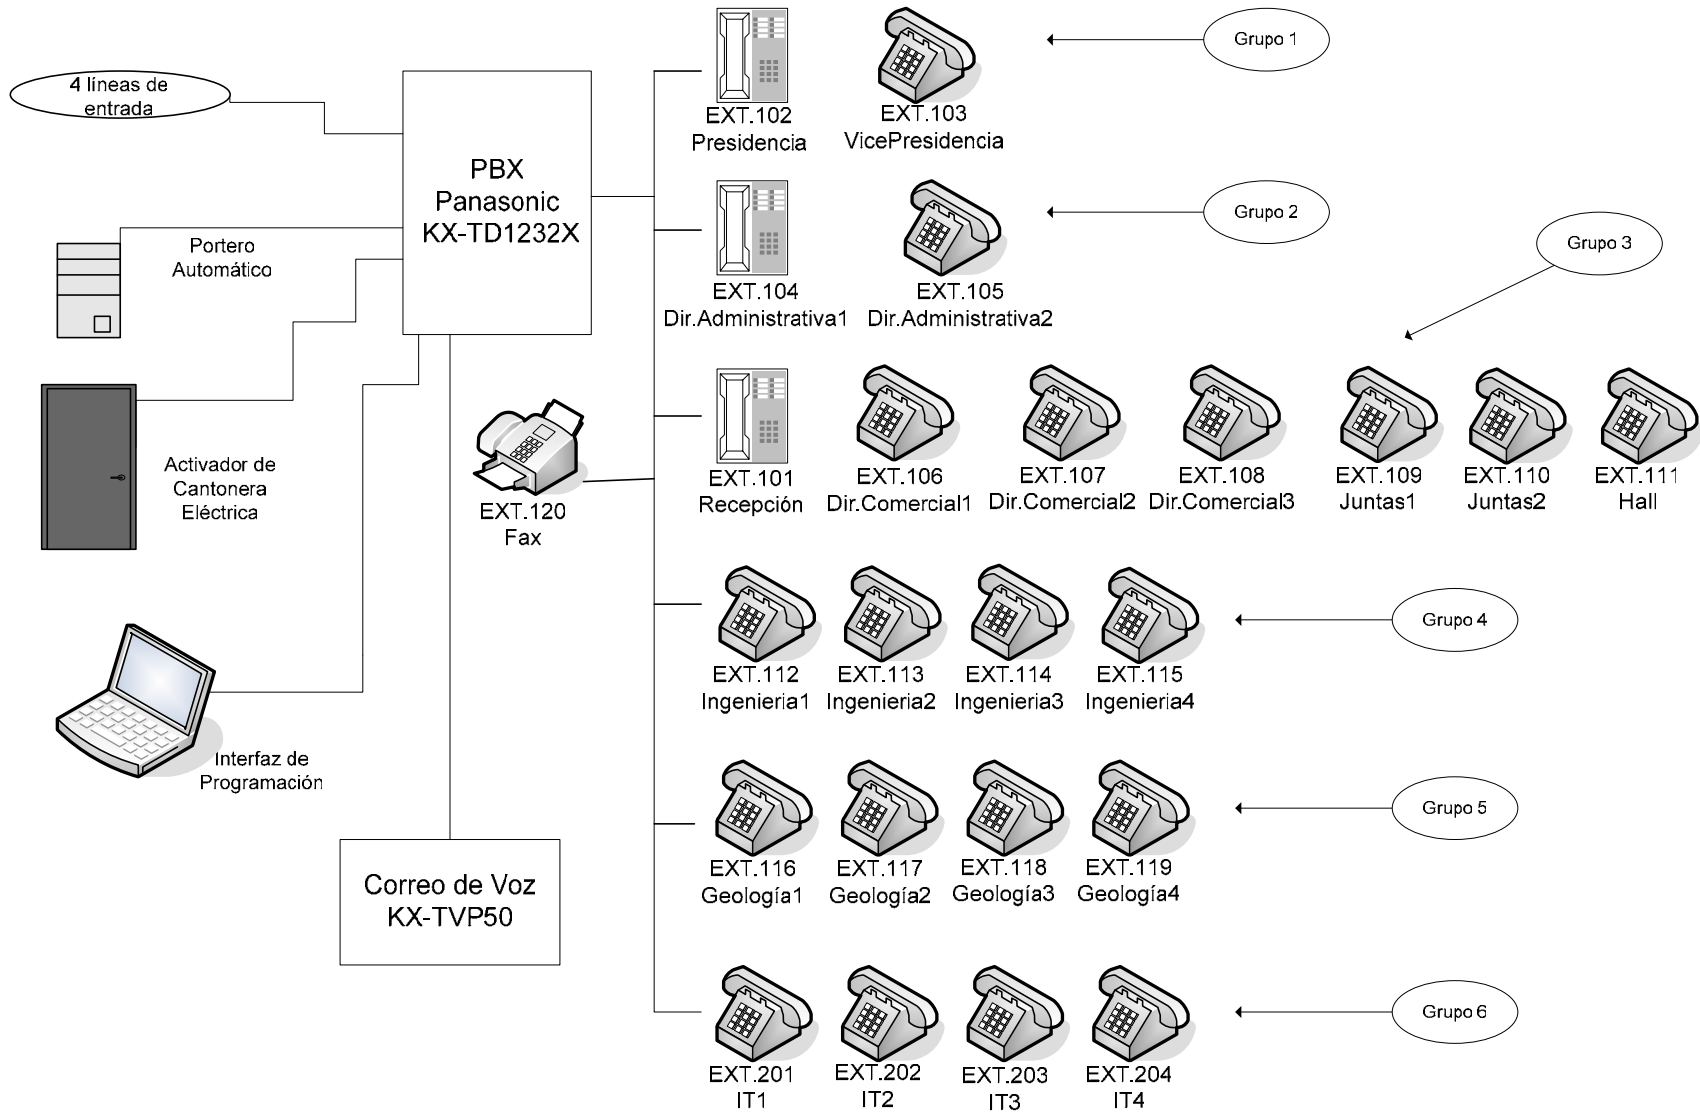 4 líneas de
entrada
PBX
Panasonic
KX-TD1232X
Portero
Automático
Activador de
Cantonera
Eléctrica
Interfaz de
Programación
Correo de Voz
KX-TVP50
EXT.120
Fax
EXT.102
Presidencia
EXT.103
VicePresidencia
Grupo 1
EXT.104
Dir.Administrativa1
EXT.105
Dir.Administrativa2
Grupo 2
Grupo 3
EXT.101
Recepción
EXT.106
Dir.Comercial1
EXT.107
Dir.Comercial2
EXT.108
Dir.Comercial3
EXT.109
Juntas1
EXT.110
Juntas2
EXT.111
Hall
EXT.112
Ingenieria1
EXT.113
Ingenieria2
EXT.114
Ingenieria3
EXT.115
Ingenieria4
Grupo 4
EXT.116
Geología1
EXT.117
Geología2
EXT.118
Geología3
EXT.119
Geología4
Grupo 5
EXT.201
IT1
EXT.202
IT2
EXT.203
IT3
EXT.204
IT4
Grupo 6